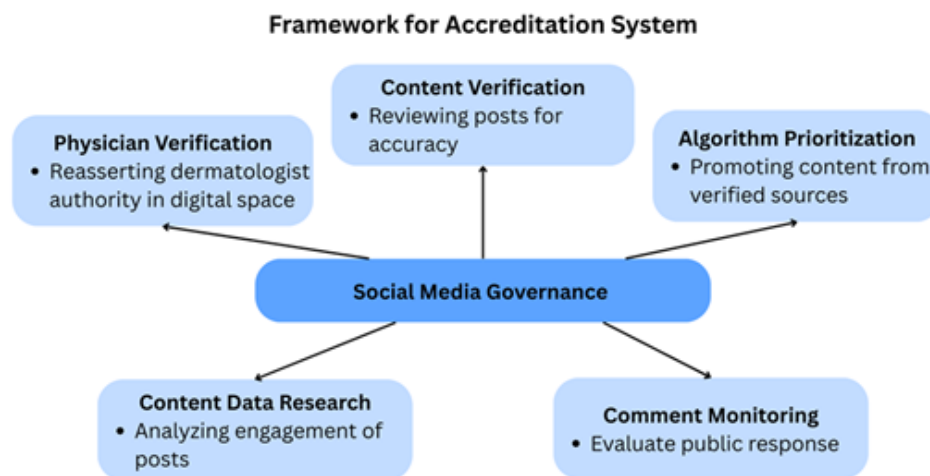 Framework for Accreditation System
Content Verification
• Reviewing posts for
accuracy
Physician Verification
• Reasserting dermatologist
authority in digital space
Algorithm Prioritization
• Promoting content from
verified sources
Social Media Governance
Content Data Research
• Analyzing engagement of
posts
Comment Monitoring
• Evaluate public response